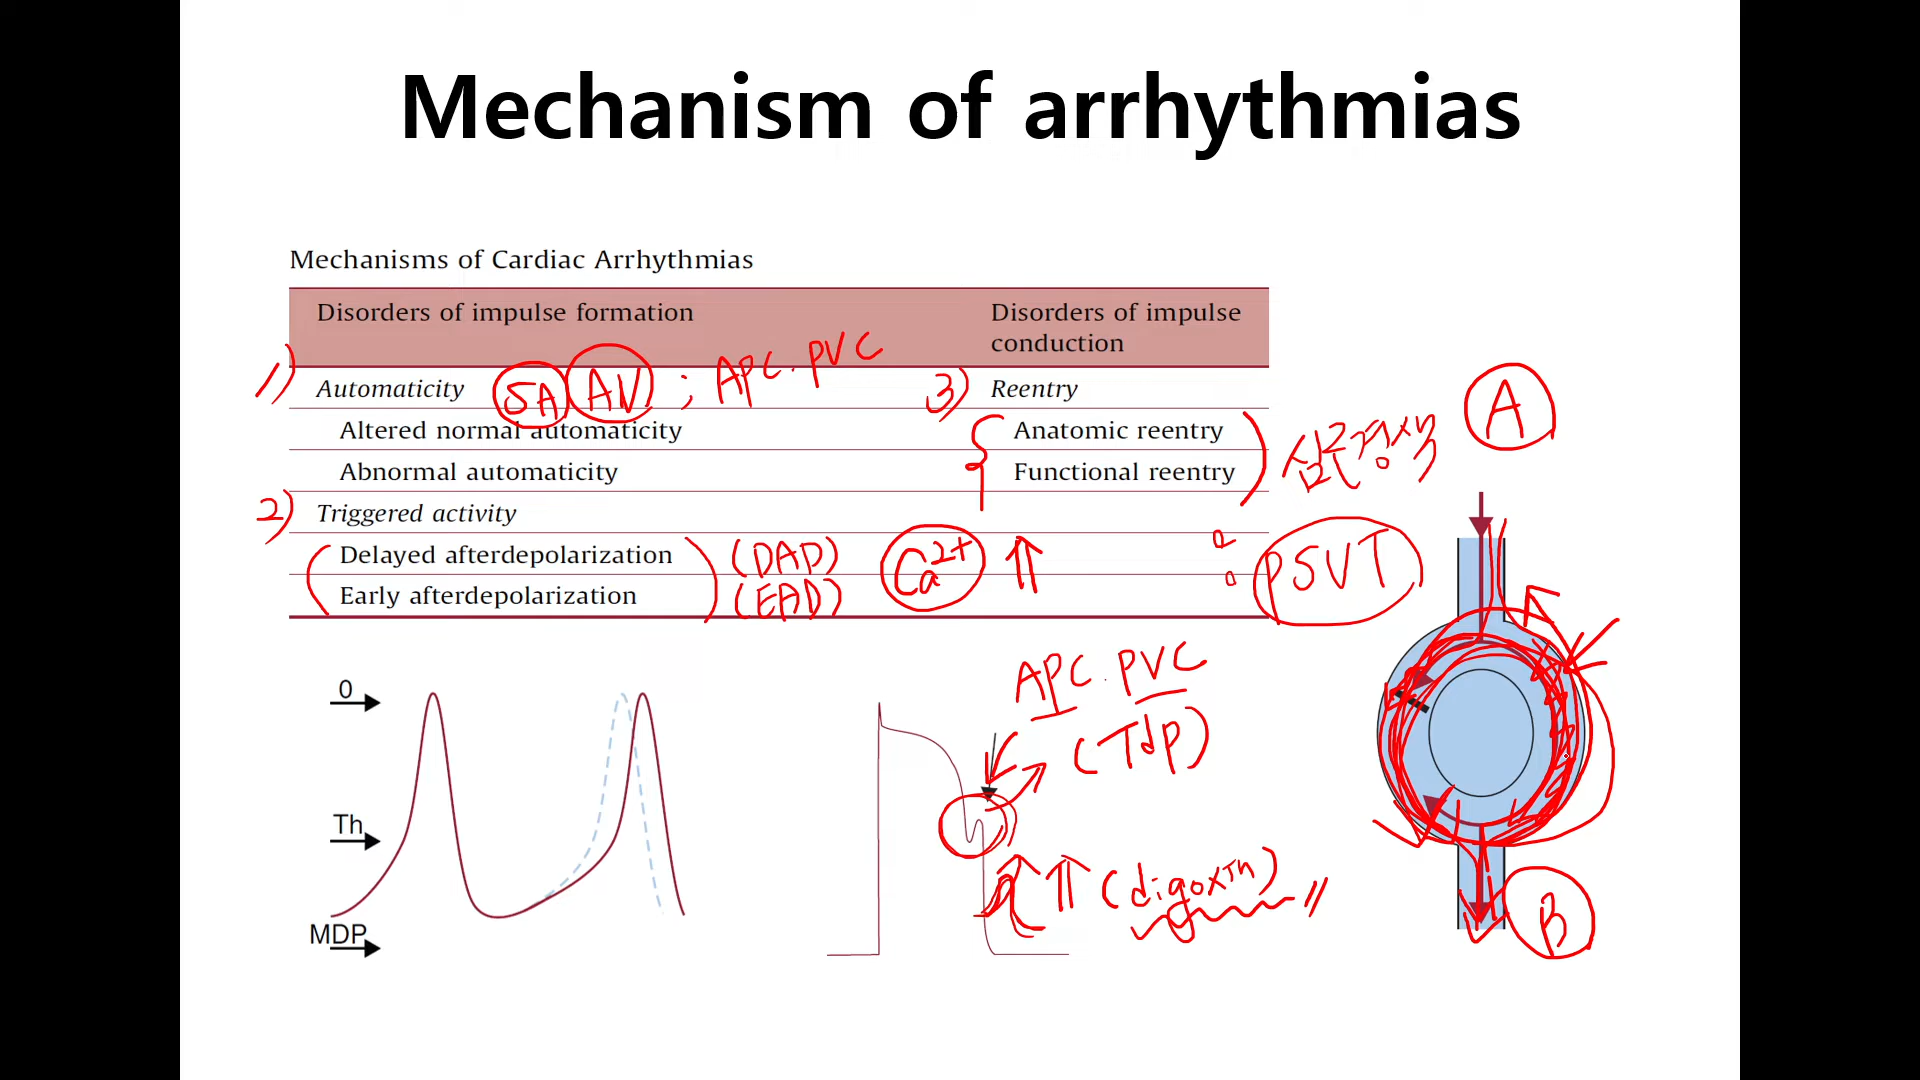 Mechanism of arrhythmias
Mechanisms of Cardiac Arrhythmias
Disorders of impulse formation
Disorders of impulse conduction
1) Automaticity SA AV ; APC. PVC
3) Reentry
Altered normal automaticity
Anatomic reentry
Abnormal automaticity
Functional reentry
2) Triggered activity
Delayed afterdepolarization (DAD)
Ca2+ ⇑
Early afterdepolarization (EAD)
: PSVT
A
0
Th
MDP
APC. PVC
(Tdp)
⇑ (digoxin)
B